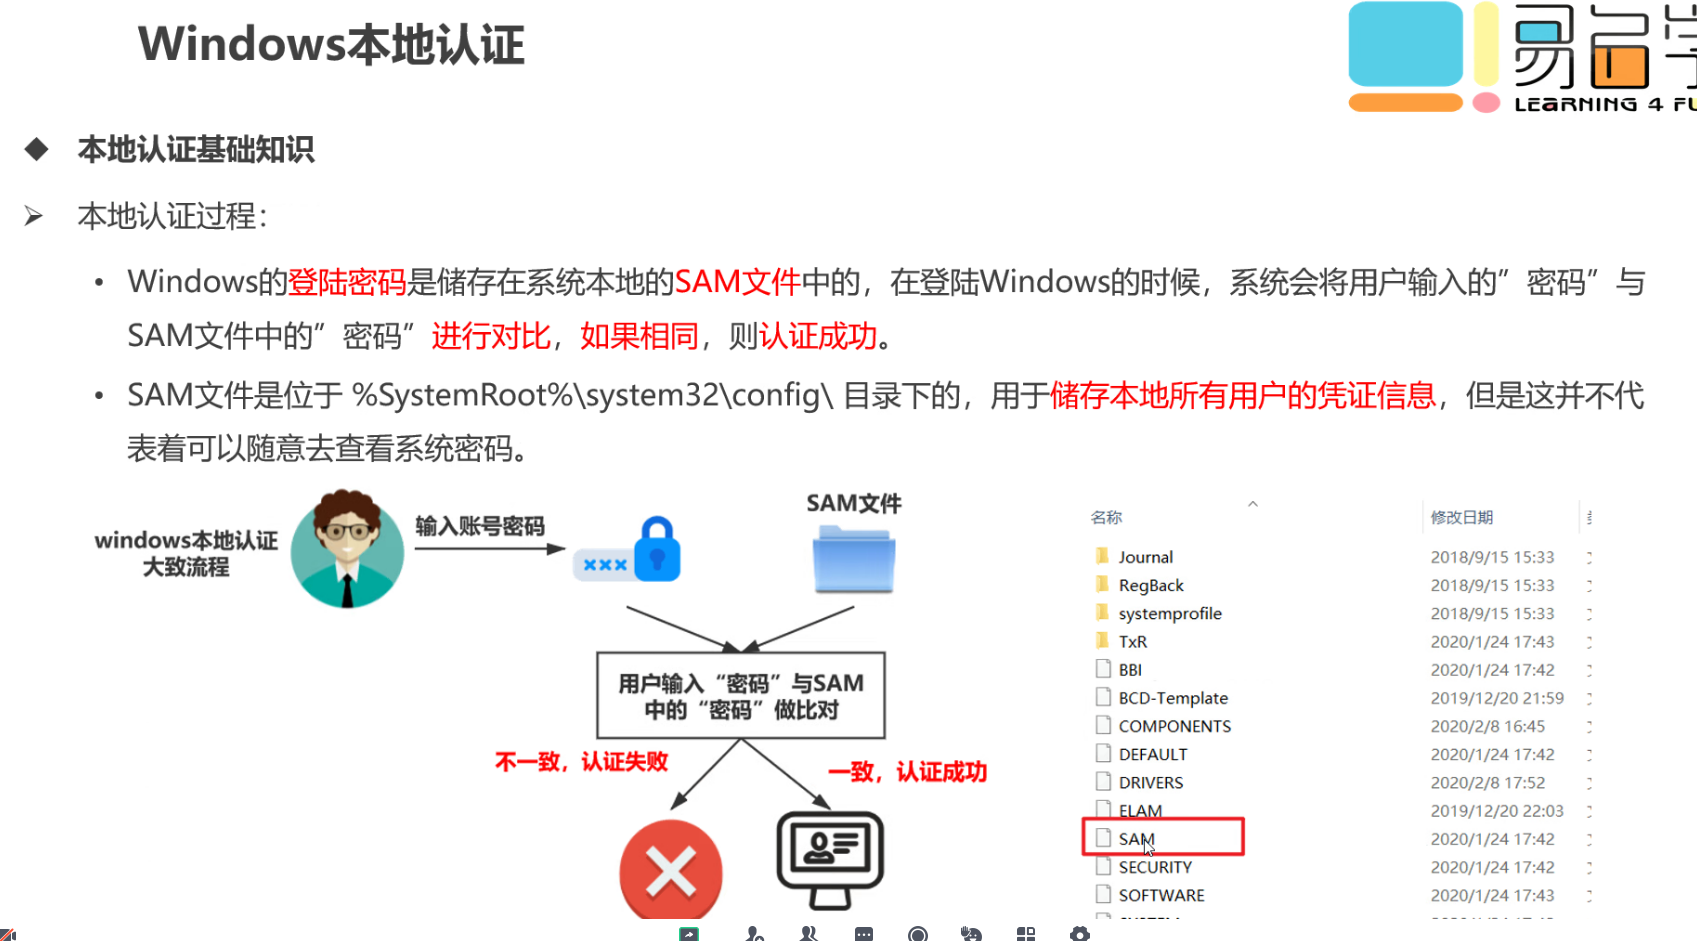 Windows本地认证
易百学
LEARNING 4 FU
◆ 本地认证基础知识
➢ 本地认证过程：
• Windows的登陆密码是储存在系统本地的SAM文件中的，在登陆Windows的时候，系统会将用户输入的”密码”与
SAM文件中的”密码”进行对比，如果相同，则认证成功。
• SAM文件是位于 %SystemRoot%\system32\config\ 目录下的，用于储存本地所有用户的凭证信息，但是这并不代
表着可以随意去查看系统密码。
windows本地认证
大致流程
输入账号密码
×××
SAM文件
用户输入“密码”与SAM
中的“密码”做比对
不一致，认证失败
一致，认证成功
名称 修改日期
Journal 2018/9/15 15:33
RegBack 2018/9/15 15:33
systemprofile 2018/9/15 15:33
TxR 2020/1/24 17:43
BBI 2020/1/24 17:42
BCD-Template 2019/12/20 21:59
COMPONENTS 2020/2/8 16:45
DEFAULT 2020/1/24 17:42
DRIVERS 2020/2/8 17:52
ELAM 2019/12/20 22:03
SAM 2020/1/24 17:42
SECURITY 2020/1/24 17:42
SOFTWARE 2020/1/24 17:43